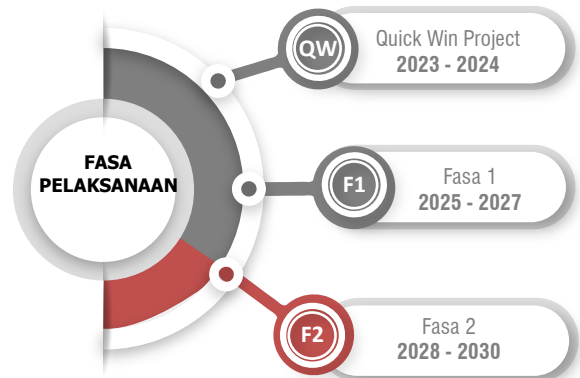 QW
Quick Win Project
2023 - 2024
FASA
PELAKSANAAN
F1
Fasa 1
2025 - 2027
F2
Fasa 2
2028 - 2030